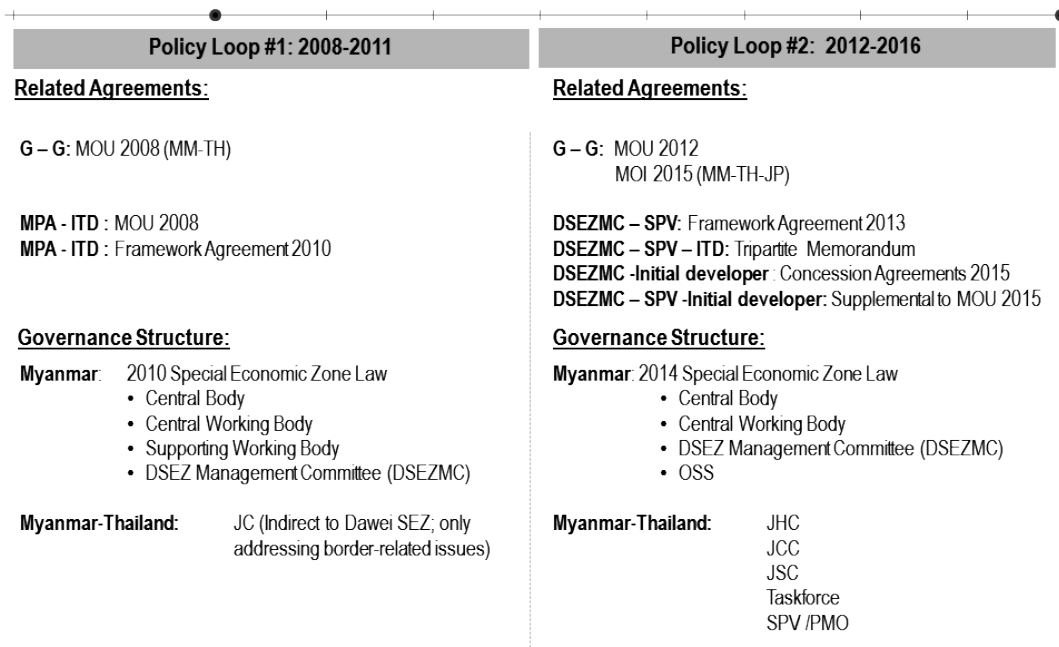 Policy Loop #1: 2008-2011
Related Agreements:
G – G: MOU 2008 (MM-TH)
MPA - ITD : MOU 2008
MPA - ITD : Framework Agreement 2010
Governance Structure:
Myanmar: 2010 Special Economic Zone Law
• Central Body
• Central Working Body
• Supporting Working Body
• DSEZ Management Committee (DSEZMC)
Myanmar-Thailand: JC (Indirect to Dawei SEZ; only
addressing border-related issues)
Policy Loop #2: 2012-2016
Related Agreements:
G – G: MOU 2012
MOI 2015 (MM-TH-JP)
DSEZMC – SPV: Framework Agreement 2013
DSEZMC – SPV – ITD: Tripartite Memorandum
DSEZMC -Initial developer : Concession Agreements 2015
DSEZMC – SPV -Initial developer: Supplemental to MOU 2015
Governance Structure:
Myanmar: 2014 Special Economic Zone Law
• Central Body
• Central Working Body
• DSEZ Management Committee (DSEZMC)
• OSS
Myanmar-Thailand: JHC
JCC
JSC
Taskforce
SPV /PMO